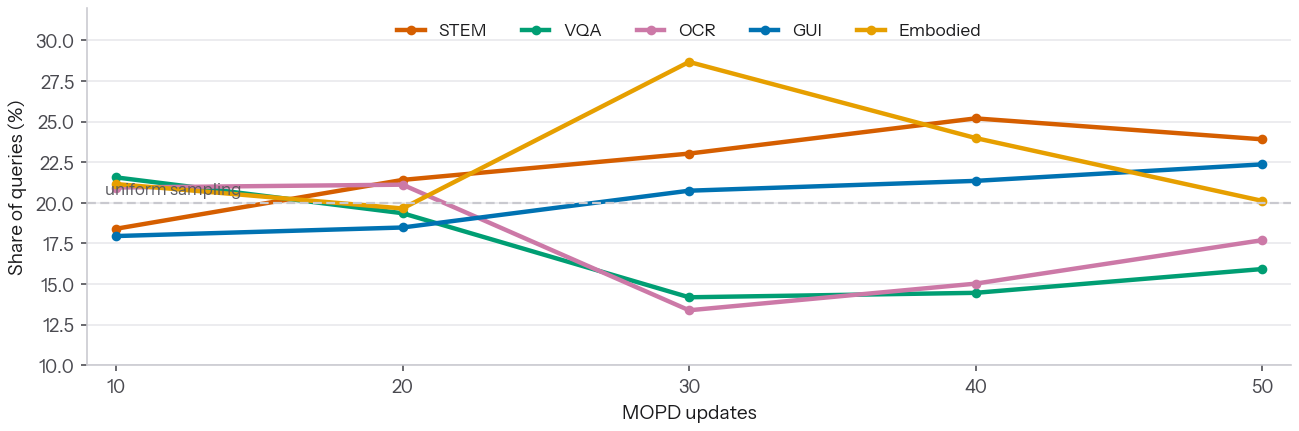 STEM VQA OCR GUI Embodied
Share of queries (%)
30.0
27.5
25.0
22.5
20.0
17.5
15.0
12.5
10.0
uniform sampling
10 20 30 40 50
MOPD updates